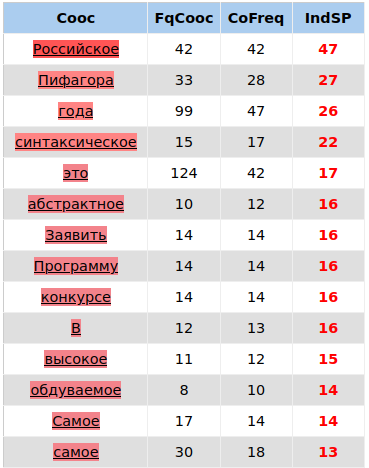 Cooc FqCooc CoFreq IndSP
Российское 42 42 47
Пифагора 33 28 27
года 99 47 26
синтаксическое 15 17 22
это 124 42 17
абстрактное 10 12 16
Заявить 14 14 16
Программу 14 14 16
конкурсе 14 14 16
В 12 13 16
высокое 11 12 15
обдуваемое 8 10 14
Самое 17 14 14
самое 30 18 13